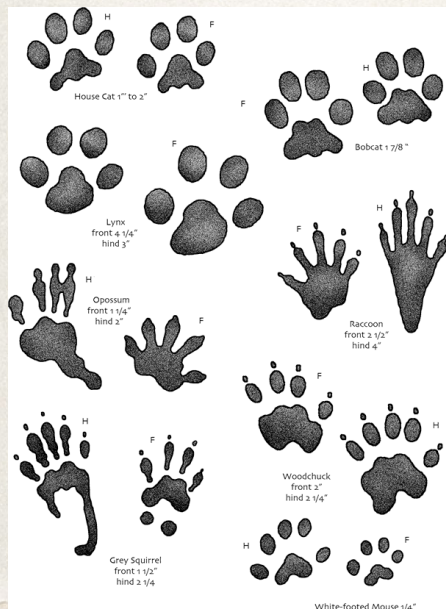 H
F
House Cat 1"' to 2"
F
H
Bobcat 1 7/8 "
F
Lynx
front 4 1/4"
hind 3"
H
Opossum
front 1 1/4"
hind 2"
F
F
H
Raccoon
front 2 1/2"
hind 4"
H
F
Grey Squirrel
front 1 1/2"
hind 2 1/4
F
H
Woodchuck
front 2"
hind 2 1/4"
H
F
White-footed Mouse 1/4"